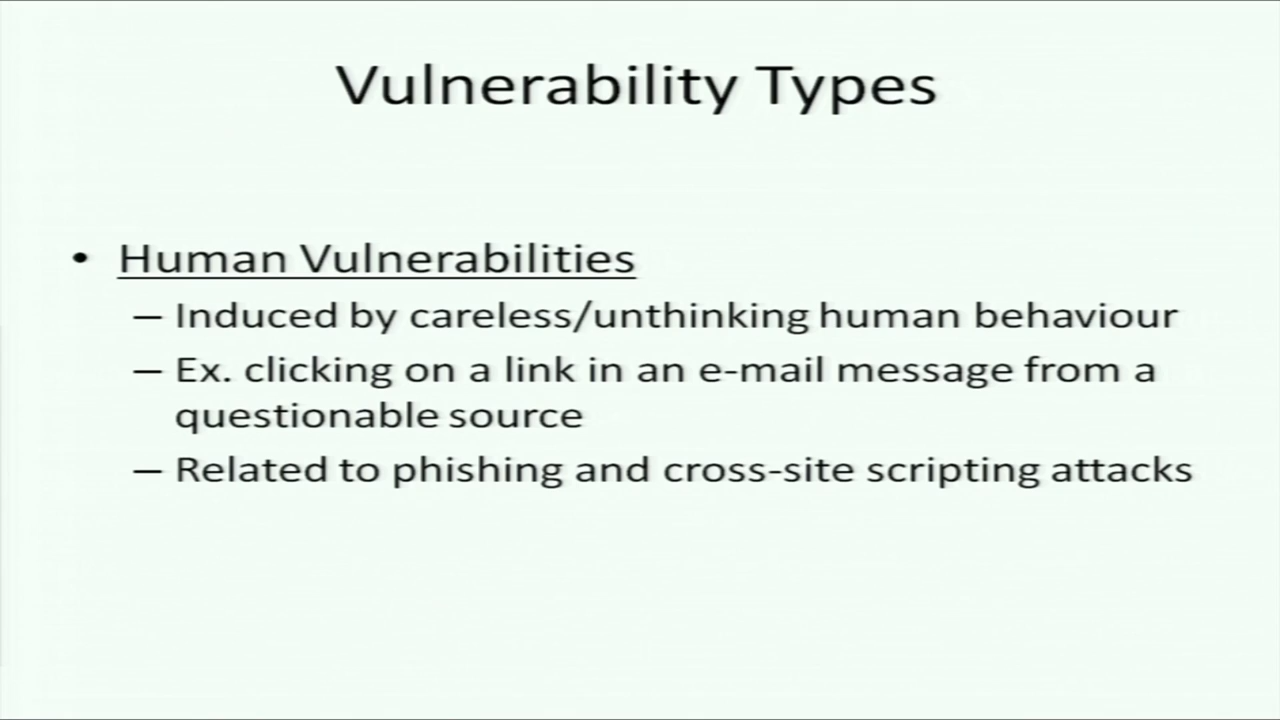 Vulnerability Types
• Human Vulnerabilities
– Induced by careless/unthinking human behaviour
– Ex. clicking on a link in an e-mail message from a
questionable source
– Related to phishing and cross-site scripting attacks